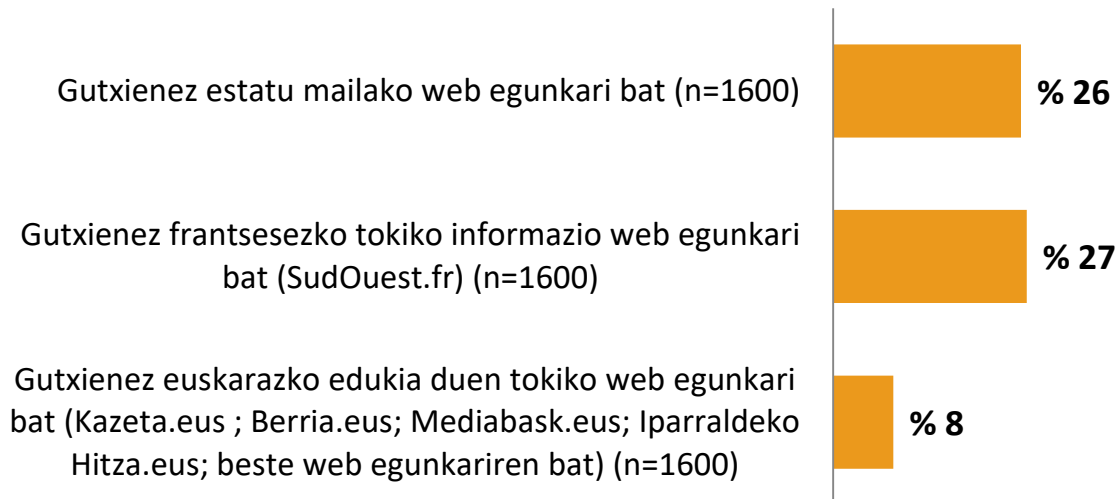 Gutxienez estatu mailako web egunkari bat (n=1600)
% 26
Gutxienez frantsesezko tokiko informazio web egunkari
bat (SudOuest.fr) (n=1600)
% 27
Gutxienez euskarazko edukia duen tokiko web egunkari
bat (Kazeta.eus ; Berria.eus; Mediabask.eus; Iparraldeko
Hitza.eus; beste web egunkariren bat) (n=1600)
% 8